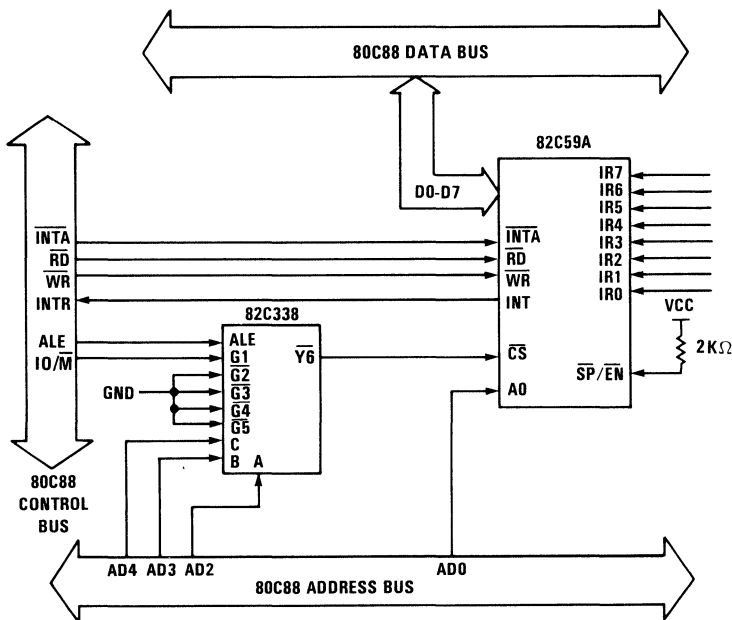 80C88 DATA BUS
82C59A
D0-D7
IR7
IR6
IR5
IR4
IR3
IR2
IR1
IR0
INTA
RD
WR
INTR
INTA
RD
WR
INT
VCC
2KΩ
82C338
ALE
IO/M
ALE
G1
G2
G3
G4
G5
C
B A
Y6
CS
SP/EN
A0
GND
80C88
CONTROL
BUS
AD4 AD3 AD2 AD0
80C88 ADDRESS BUS